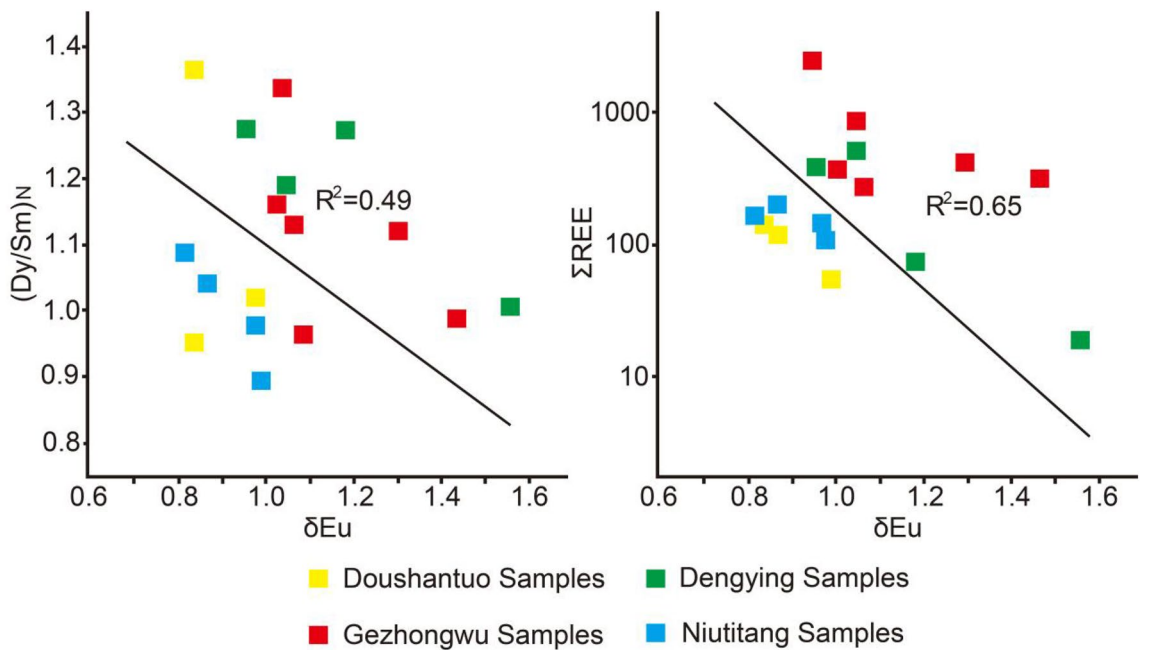 1.4
1.3
1.2
1.1
1.0
0.9
0.8
(Dy/Sm)N
R²=0.49
0.6 0.8 1.0 1.2 1.4 1.6
δEu
1000
100
10
ΣREE
R²=0.65
0.6 0.8 1.0 1.2 1.4 1.6
δEu
Doushantuo Samples
Dengying Samples
Gezhongwu Samples
Niutitang Samples